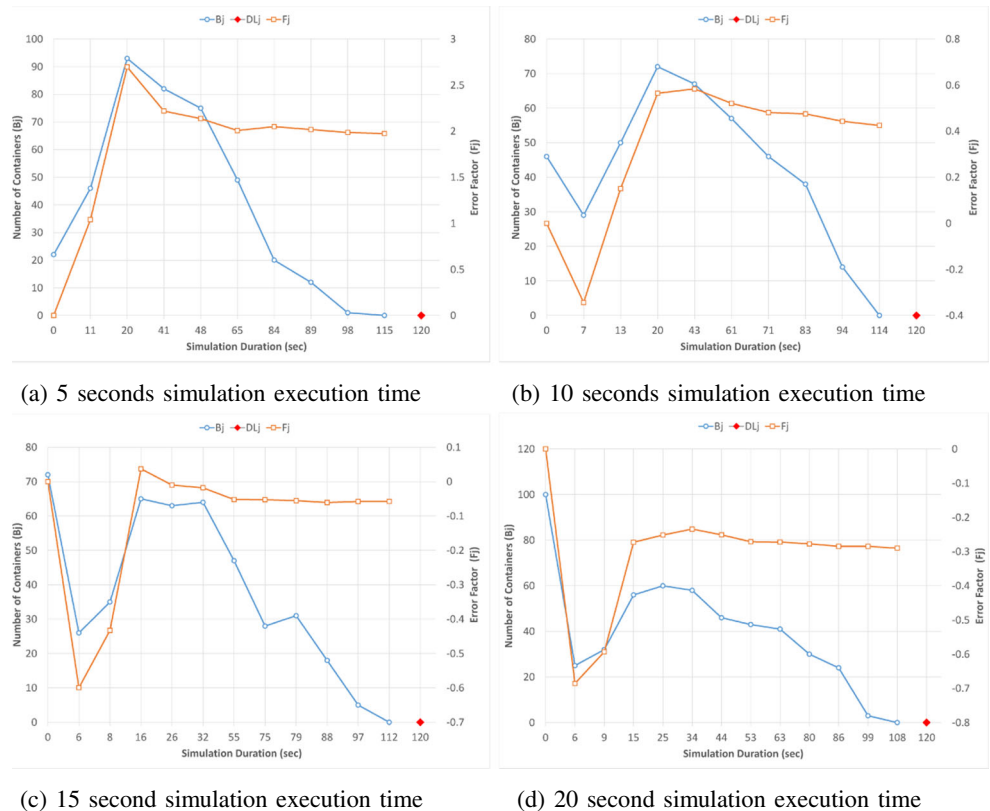 Bj DLj Fj
Number of Containers (Bj)
100
90
80
70
60
50
40
30
20
10
0
3
2.5
2
1.5
1
0.5
0
Error Factor (Fj)
0 11 20 41 48 65 84 89 98 115 120
Simulation Duration (sec)
(a) 5 seconds simulation execution time
Bj DLj Fj
Number of Containers (Bj)
80
70
60
50
40
30
20
10
0
0.8
0.6
0.4
0.2
0
-0.2
-0.4
Error Factor (Fj)
0 7 13 20 43 61 71 83 94 114 120
Simulation Duration (sec)
(b) 10 seconds simulation execution time
Bj DLj Fj
Number of Containers (Bj)
80
70
60
50
40
30
20
10
0
0.1
0
-0.1
-0.2
-0.3
-0.4
-0.5
-0.6
-0.7
Error Factor (Fj)
0 6 8 16 26 32 55 75 79 88 97 112 120
Simulation Duration (sec)
(c) 15 second simulation execution time
Bj DLj Fj
Number of Containers (Bj)
120
100
80
60
40
20
0
0
-0.1
-0.2
-0.3
-0.4
-0.5
-0.6
-0.7
-0.8
Error Factor (Fj)
0 6 9 15 25 34 44 53 63 80 86 99 108 120
Simulation Duration (sec)
(d) 20 second simulation execution time